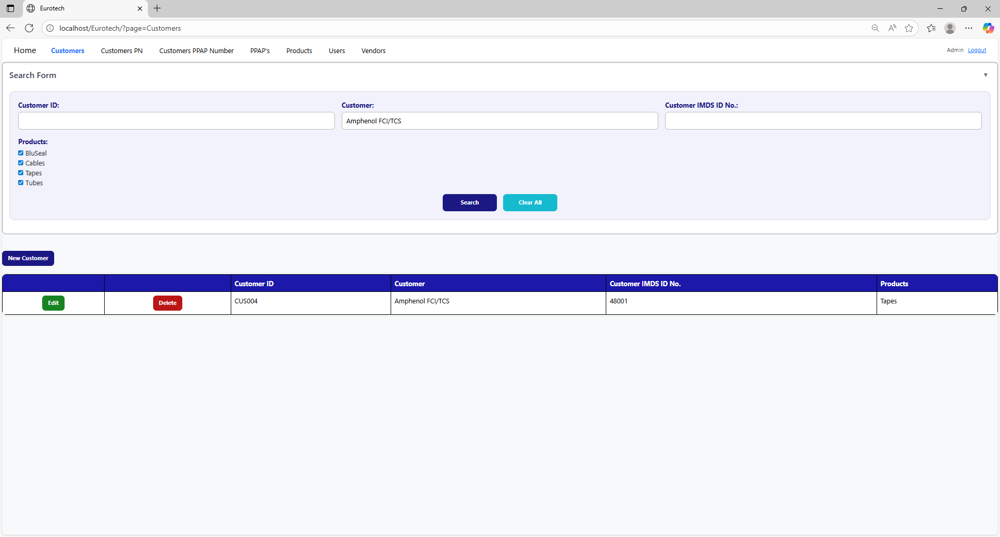 Eurotech
localhost/Eurotech/?page=Customers
Home Customers Customers PN Customers PPAP Number PPAP's Products Users Vendors Admin Logout
Search Form
Customer ID: Customer: Customer IMDS ID No.:
Amphenol FCI/TCS
Products:
BluSeal
Cables
Tapes
Tubes
Search Clear All
New Customer
Customer ID Customer Customer IMDS ID No. Products
Edit Delete CUS004 Amphenol FCI/TCS 48001 Tapes